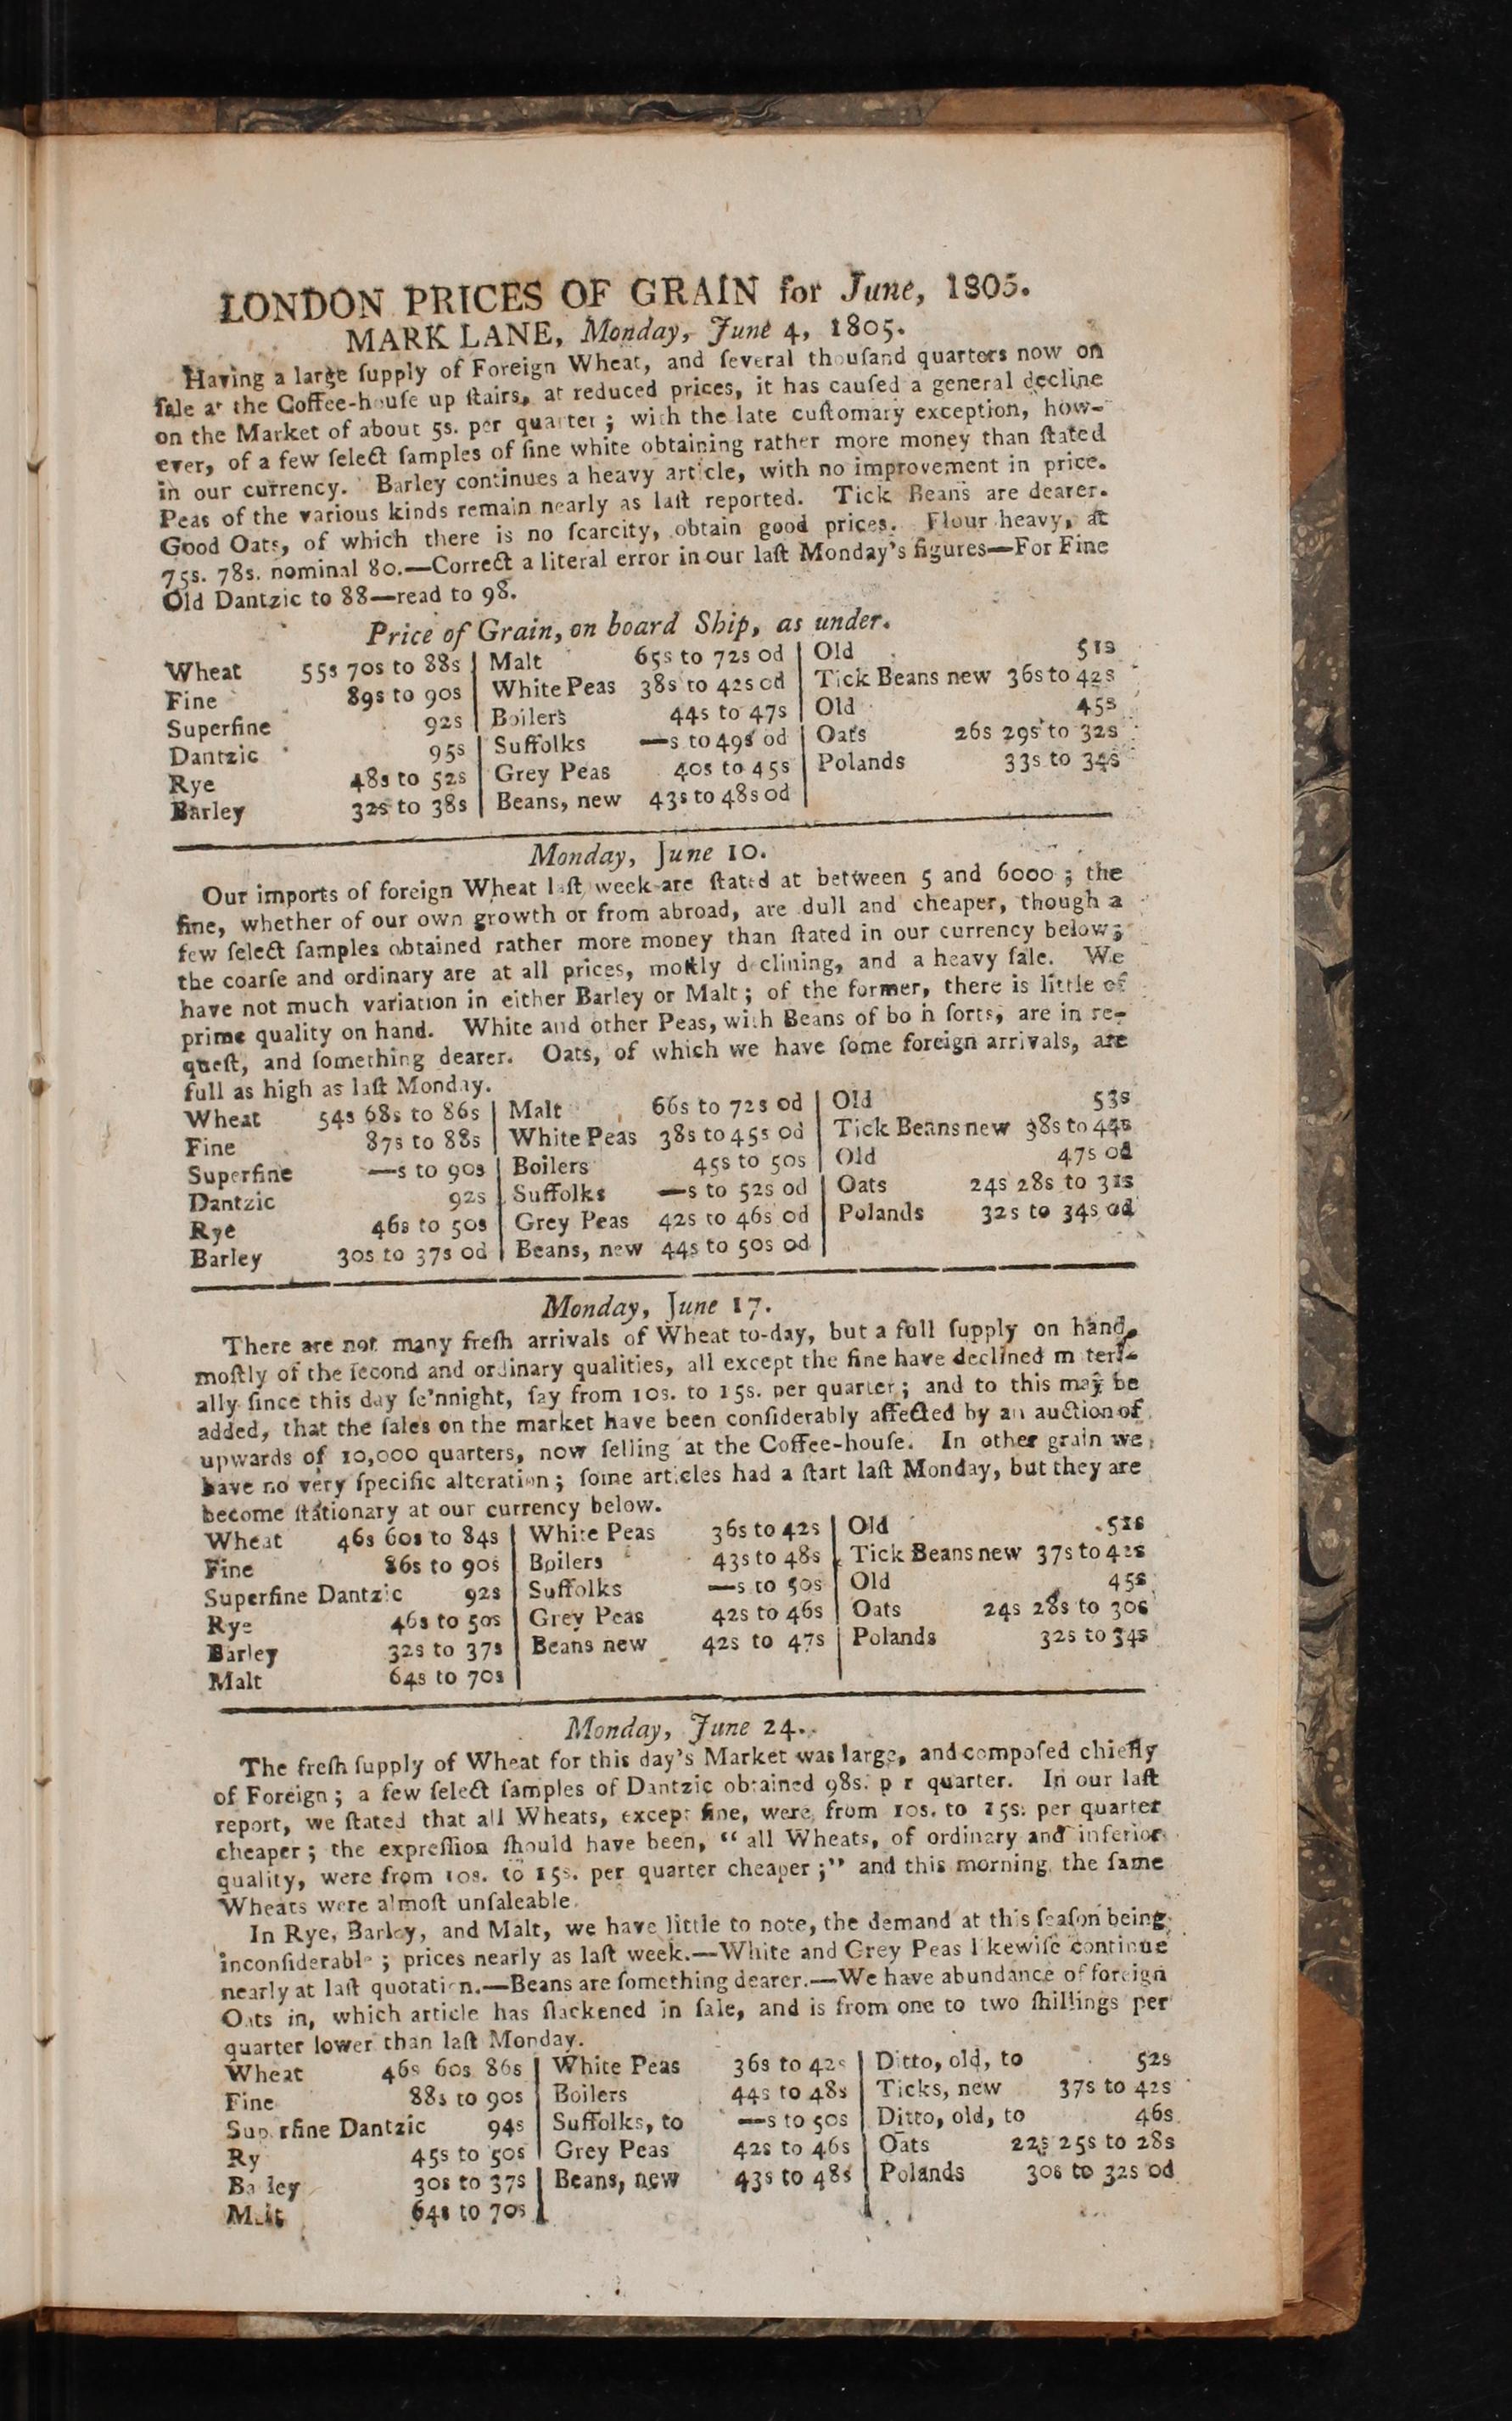 LONDON PRICES OF GRAIN for June, 1805.
MARK LANE, Monday, June 4, 1805.
Having a large ſupply of Foreign Wheat, and ſeveral thouſand quarters now on
ſale at the Coffee-houſe up ſtairs, at reduced prices, it has cauſed a general decline
on the Market of about 5s. per quarter; with the late cuſtomary exception, how-
ever, of a few ſelect ſamples of fine white obtaining rather more money than ſtated
in our currency. Barley continues a heavy article, with no improvement in price.
Peas of the various kinds remain nearly as laſt reported. Tick Beans are dearer.
Good Oats, of which there is no ſcarcity, obtain good prices. Flour heavy, at
75s. 78s. nominal 80.—Correct a literal error in our laſt Monday's figures—For Fine
Old Dantzic to 88—read to 98.
Price of Grain, on board Ship, as under.
Wheat 55s 70s to 88s | Malt 65s to 72s 0d | Old 51s
Fine 89s to 90s | White Peas 38s to 42s 0d | Tick Beans new 36s to 42s
Superfine 92s | Boilers 44s to 47s | Old 45s
Dantzic 95s | Suffolks —s to 49s 0d | Oats 26s 29s to 32s
Rye 48s to 52s | Grey Peas 40s to 45s | Polands 33s to 34s
Barley 32s to 38s | Beans, new 43s to 48s 0d |
Monday, June 10.
Our imports of foreign Wheat laſt week are ſtated at between 5 and 6000; the
fine, whether of our own growth or from abroad, are dull and cheaper, though a
few ſelect ſamples obtained rather more money than ſtated in our currency below;
the coarſe and ordinary are at all prices, moſtly declining, and a heavy ſale. We
have not much variation in either Barley or Malt; of the former, there is little of
prime quality on hand. White and other Peas, with Beans of bo h ſorts, are in re-
queſt, and ſomething dearer. Oats, of which we have ſome foreign arrivals, are
full as high as laſt Monday.
Wheat 54s 68s to 86s | Malt 66s to 72s 0d | Old 53s
Fine 87s to 88s | White Peas 38s to 45s 0d | Tick Beans new 38s to 44s
Superfine —s to 90s | Boilers 45s to 50s | Old 47s 0d
Dantzic 92s | Suffolks —s to 52s 0d | Oats 24s 28s to 31s
Rye 46s to 50s | Grey Peas 42s to 46s 0d | Polands 32s to 34s 0d
Barley 30s to 37s 0d | Beans, new 44s to 50s 0d |
Monday, June 17.
There are not many freſh arrivals of Wheat to-day, but a full ſupply on hand,
moſtly of the ſecond and ordinary qualities, all except the fine have declined m teri-
ally ſince this day ſe'nnight, ſay from 10s. to 15s. per quarter; and to this may be
added, that the ſales on the market have been conſiderably affected by an auction of
upwards of 10,000 quarters, now ſelling at the Coffee-houſe. In other grain we
have no very ſpecific alteration; ſome articles had a ſtart laſt Monday, but they are
become ſtationary at our currency below.
Wheat 46s 60s to 84s | White Peas 36s to 42s | Old 51s
Fine 86s to 90s | Boilers 43s to 48s | Tick Beans new 37s to 42s
Superfine Dantzic 92s | Suffolks —s to 50s | Old 45s
Rye 46s to 50s | Grey Peas 42s to 46s | Oats 24s 28s to 30s
Barley 32s to 37s | Beans new 42s to 47s | Polands 32s to 34s
Malt 64s to 70s |
Monday, June 24.
The freſh ſupply of Wheat for this day's Market was large, and compoſed chiefly
of Foreign; a few ſelect ſamples of Dantzic obtained 98s. p r quarter. In our laſt
report, we ſtated that all Wheats, except fine, were from 10s. to 15s. per quarter
cheaper; the expreſſion ſhould have been, “ all Wheats, of ordinary and inferior
quality, were from 10s. to 15s. per quarter cheaper;” and this morning the ſame
Wheats were almoſt unſaleable.
In Rye, Barley, and Malt, we have little to note, the demand at this ſeaſon being
inconſiderable; prices nearly as laſt week.—White and Grey Peas l kewiſe continue
nearly at laſt quotation.—Beans are ſomething dearer.—We have abundance of foreign
Oats in, which article has ſlackened in ſale, and is from one to two ſhillings per
quarter lower than laſt Monday.
Wheat 46s 60s 86s | White Peas 36s to 42s | Ditto, old, to 52s
Fine 88s to 90s | Boilers 44s to 48s | Ticks, new 37s to 42s
Sup rfine Dantzic 94s | Suffolks, to —s to 50s | Ditto, old, to 46s
Ry 45s to 50s | Grey Peas 42s to 46s | Oats 22s 25s to 28s
Ba ley 30s to 37s | Beans, new 43s to 48s | Polands 30s to 32s 0d
Malt 64s to 70s |